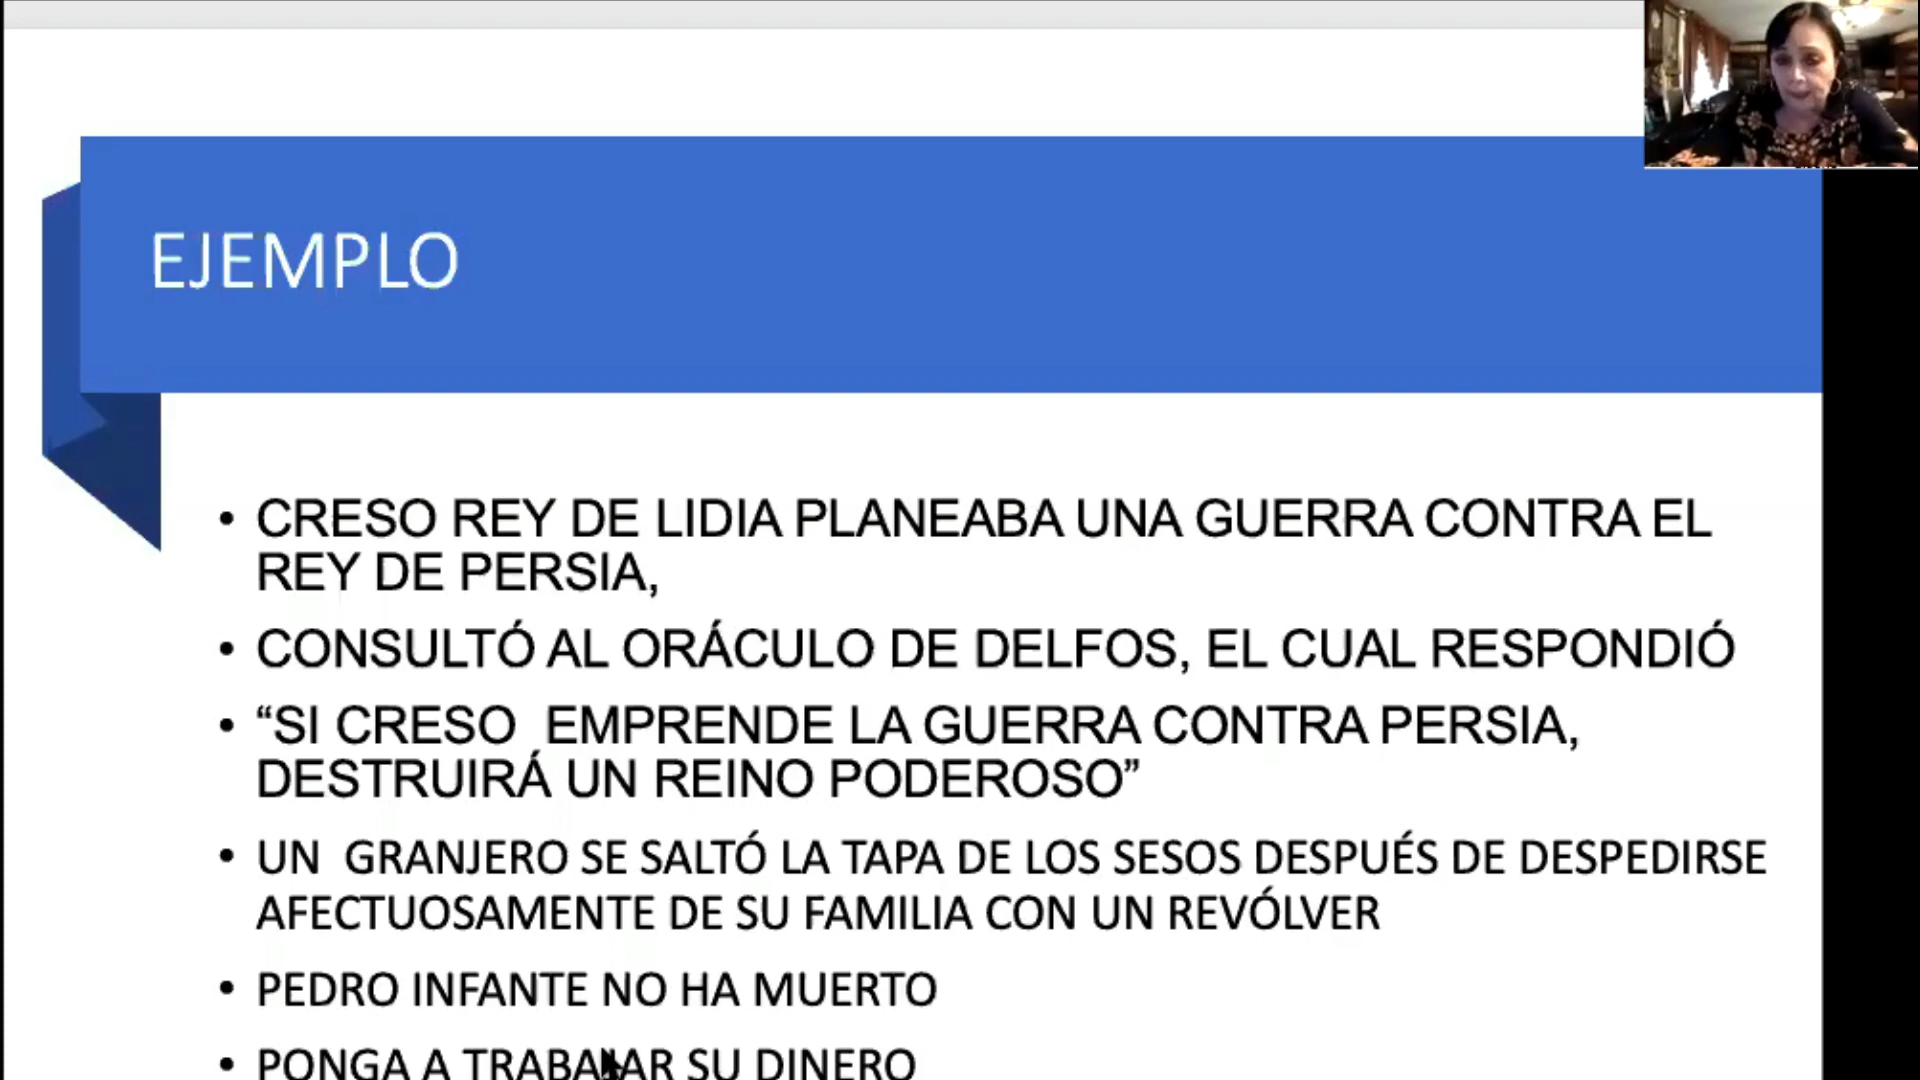 EJEMPLO
• CRESO REY DE LIDIA PLANEABA UNA GUERRA CONTRA EL
REY DE PERSIA,
• CONSULTÓ AL ORÁCULO DE DELFOS, EL CUAL RESPONDIÓ
• “SI CRESO  EMPRENDE LA GUERRA CONTRA PERSIA,
DESTRUIRÁ UN REINO PODEROSO”
• UN  GRANJERO SE SALTÓ LA TAPA DE LOS SESOS DESPUÉS DE DESPEDIRSE
AFECTUOSAMENTE DE SU FAMILIA CON UN REVÓLVER
• PEDRO INFANTE NO HA MUERTO
• PONGA A TRABAJAR SU DINERO